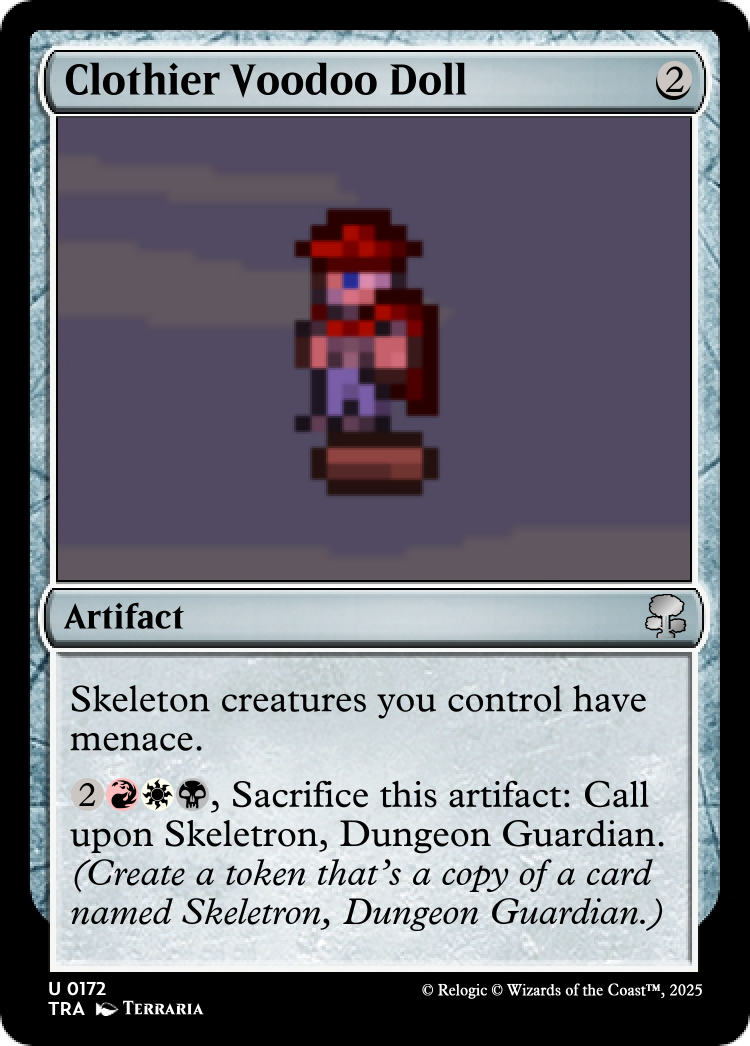 Clothier Voodoo Doll 2
Artifact
Skeleton creatures you control have
menace.
2, Sacrifice this artifact: Call
upon Skeletron, Dungeon Guardian.
(Create a token that's a copy of a card
named Skeletron, Dungeon Guardian.)
U 0172
© Relogic © Wizards of the Coast™, 2025
TRA Terraria